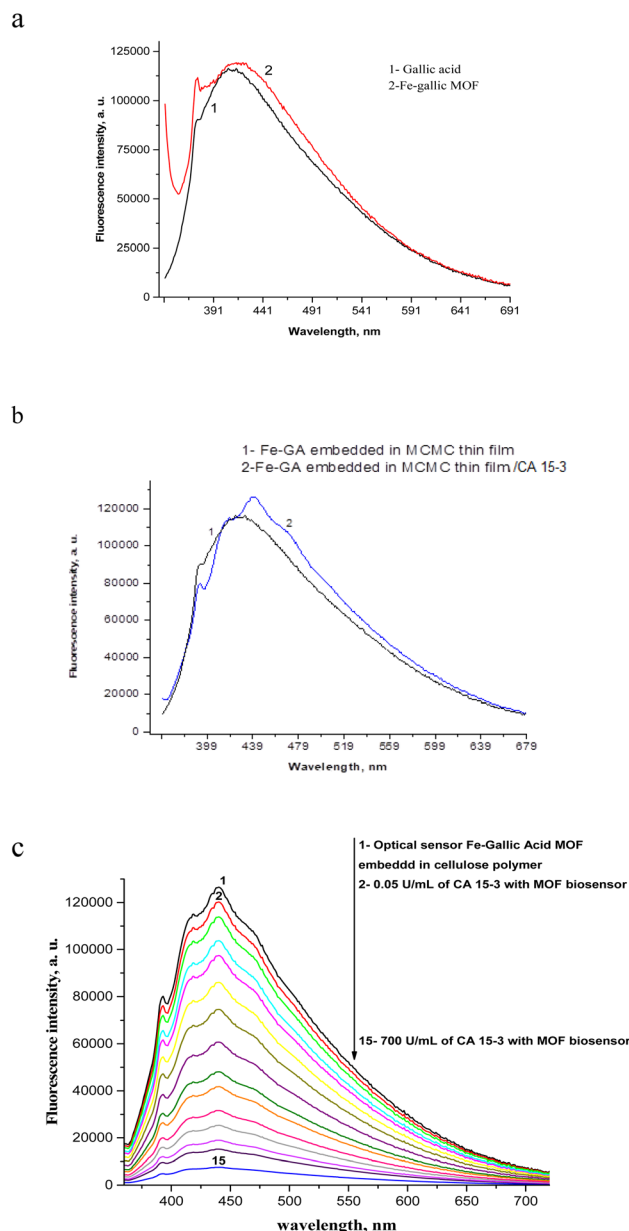 a
125000
100000
75000
50000
25000
0
Fluorescence intensity, a. u.
1- Gallic acid
2-Fe-gallic MOF
1
2
391 441 491 541 591 641 691
Wavelength, nm
b
1- Fe-GA embedded in MCMC thin film
2-Fe-GA embedded in MCMC thin film/CA 15-3
120000
100000
80000
60000
40000
20000
0
Fluorescence intensity, a. u.
1
2
399 439 479 519 559 599 639 679
Wavelength, nm
c
1- Optical sensor Fe-Gallic Acid MOF
embeddd in cellulose polymer
2- 0.05 U/mL of CA 15-3 with MOF biosensor
15- 700 U/mL of CA 15-3 with MOF biosensor
120000
100000
80000
60000
40000
20000
0
Fluorescence intensity, a. u.
1
2
15
400 450 500 550 600 650 700
wavelength, nm